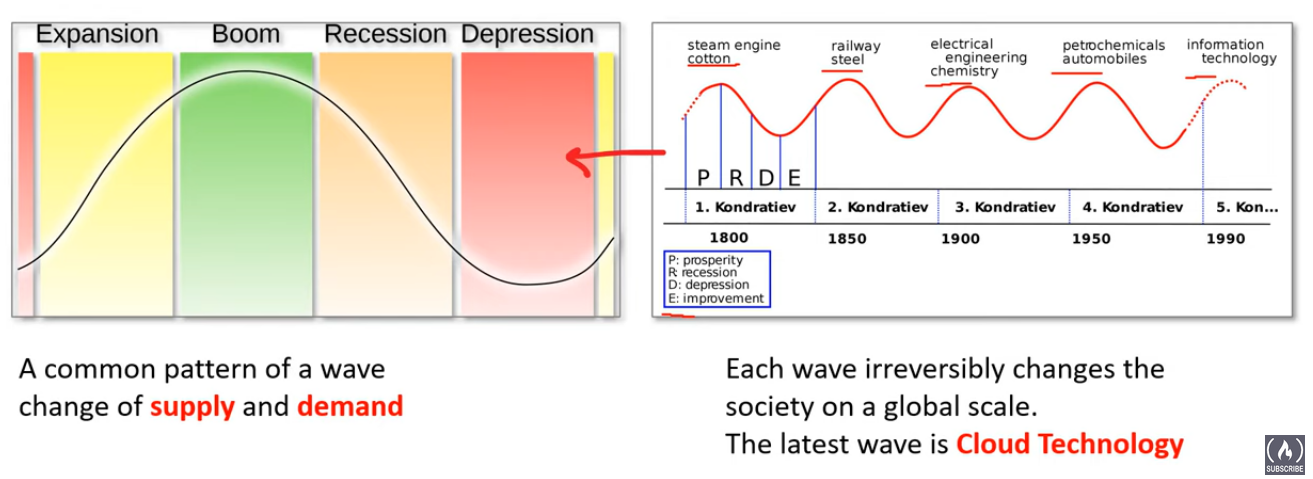 Expansion Boom Recession Depression
A common pattern of a wave
change of supply and demand
steam engine
cotton
railway
steel
electrical
engineering
chemistry
petrochemicals
automobiles
information
technology
P R D E
1. Kondratiev 2. Kondratiev 3. Kondratiev 4. Kondratiev 5. Kon...
1800 1850 1900 1950 1990
P: prosperity
R: recession
D: depression
E: improvement
Each wave irreversibly changes the
society on a global scale.
The latest wave is Cloud Technology
SUBSCRIBE